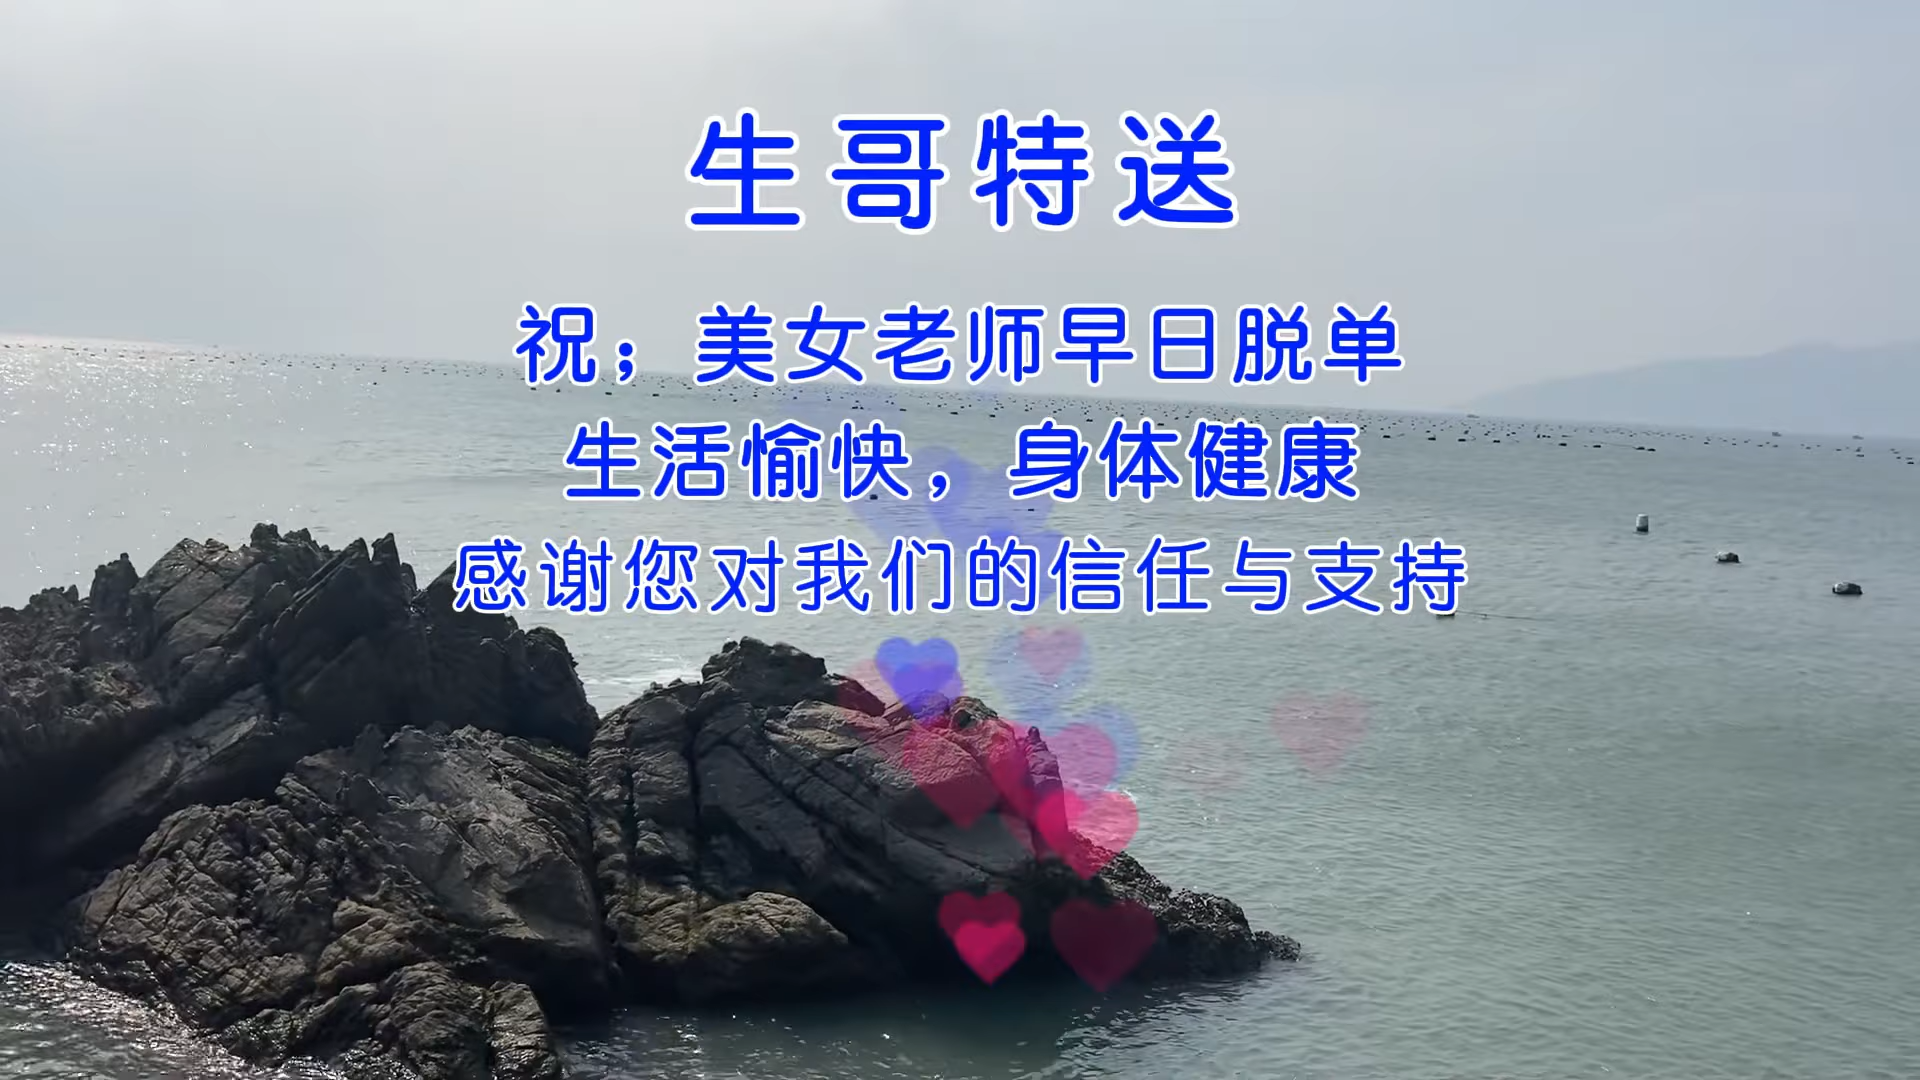 生哥特送
祝；美女老师早日脱单
生活愉快，身体健康
感谢您对我们的信任与支持